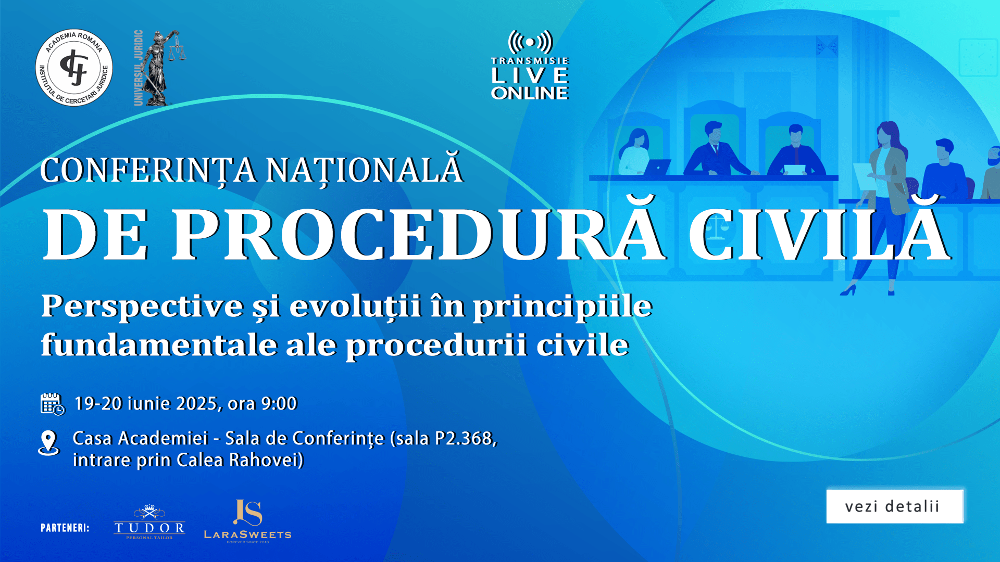 ACADEMIA ROMANA
INSTITUTUL DE CERCETARI JURIDICE
UNIVERSUL JURIDIC
TRANSMISIE
LIVE
ONLINE
CONFERINȚA NAȚIONALĂ
DE PROCEDURĂ CIVILĂ
Perspective și evoluții în principiile
fundamentale ale procedurii civile
19-20 iunie 2025, ora 9:00
Casa Academiei - Sala de Conferințe (sala P2.368,
intrare prin Calea Rahovei)
PARTENERI:
TUDOR
PERSONAL TAILOR
LS
LARASWEETS
FOREVER SINCE 2018
vezi detalii